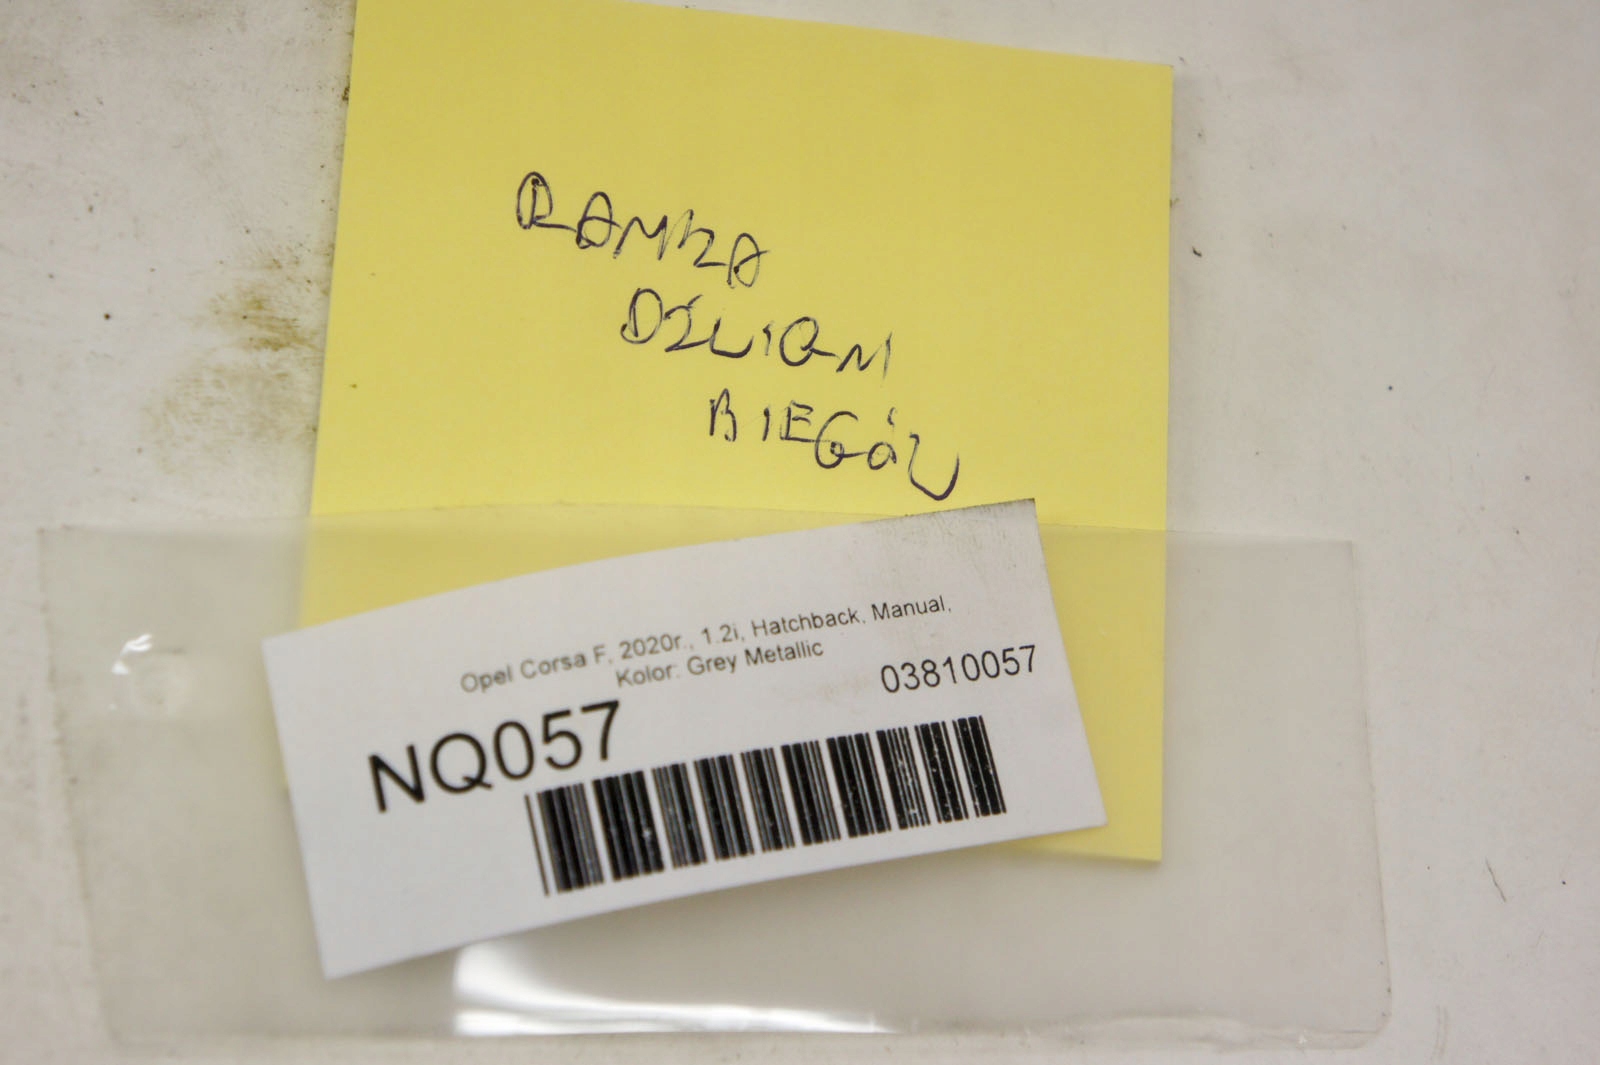 RAMKA
DŹWIGNI
BIEGÓW
Opel Corsa F, 2020r., 1.2i, Hatchback, Manual,
Kolor: Grey Metallic
03810057
NQ057